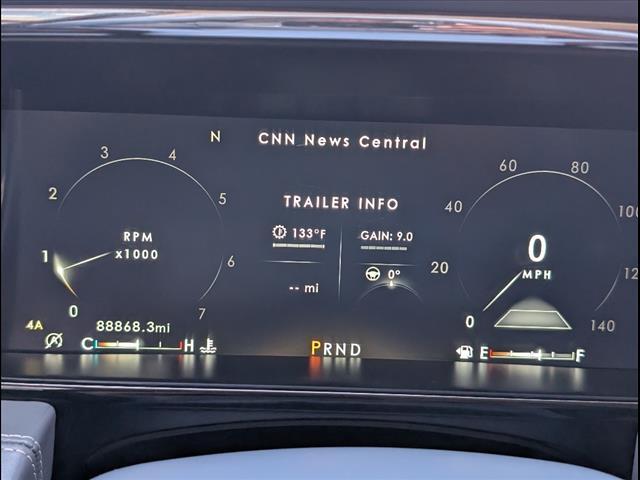 N
CNN News Central
3
4
2
5
1
6
0
7
RPM
x1000
TRAILER INFO
133°F
GAIN: 9.0
-- mi
0°
60
80
40
100
20
120
0
140
0
MPH
4A
88868.3mi
C H
PRND
E F